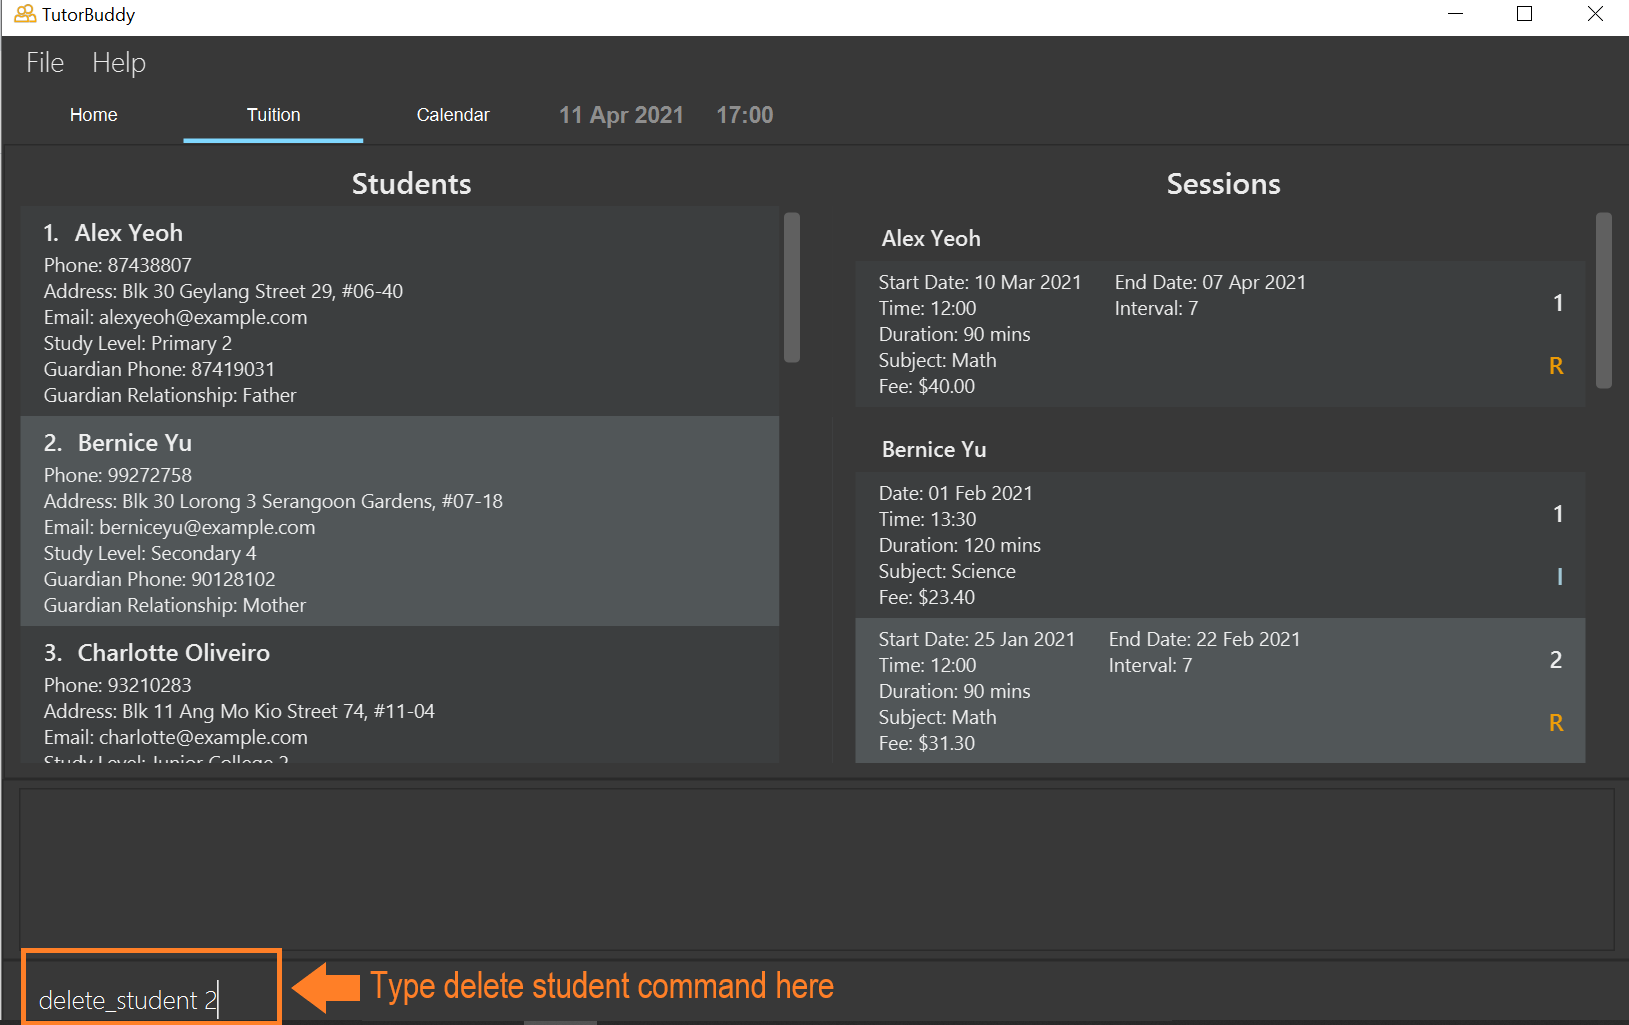 TutorBuddy
File Help
Home Tuition Calendar 11 Apr 2021 17:00
Students
1. Alex Yeoh
Phone: 87438807
Address: Blk 30 Geylang Street 29, #06-40
Email: alexyeoh@example.com
Study Level: Primary 2
Guardian Phone: 87419031
Guardian Relationship: Father
2. Bernice Yu
Phone: 99272758
Address: Blk 30 Lorong 3 Serangoon Gardens, #07-18
Email: berniceyu@example.com
Study Level: Secondary 4
Guardian Phone: 90128102
Guardian Relationship: Mother
3. Charlotte Oliveiro
Phone: 93210283
Address: Blk 11 Ang Mo Kio Street 74, #11-04
Email: charlotte@example.com
Study Level: Junior College 2
Sessions
Alex Yeoh
Start Date: 10 Mar 2021 End Date: 07 Apr 2021
Time: 12:00 Interval: 7
1
Duration: 90 mins
Subject: Math
R
Fee: $40.00
Bernice Yu
Date: 01 Feb 2021
1
Time: 13:30
Duration: 120 mins
Subject: Science
I
Fee: $23.40
Start Date: 25 Jan 2021 End Date: 22 Feb 2021
Time: 12:00 Interval: 7
2
Duration: 90 mins
Subject: Math
R
Fee: $31.30
delete_student 2
Type delete student command here